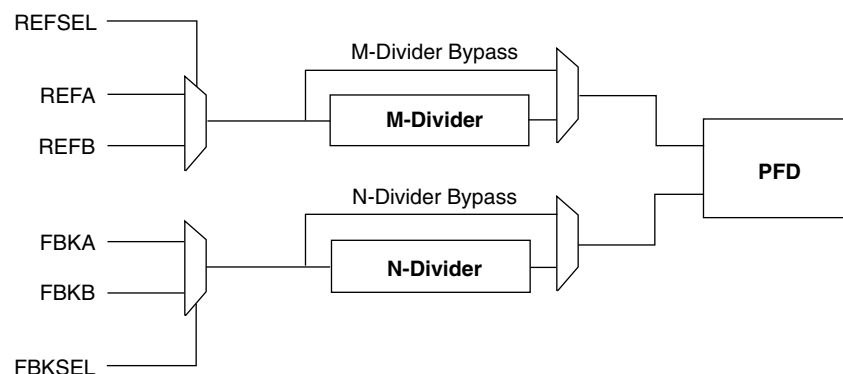 REFSEL
M-Divider Bypass
REFA
M-Divider
REFB
PFD
N-Divider Bypass
FBKA
N-Divider
FBKB
FBKSEL